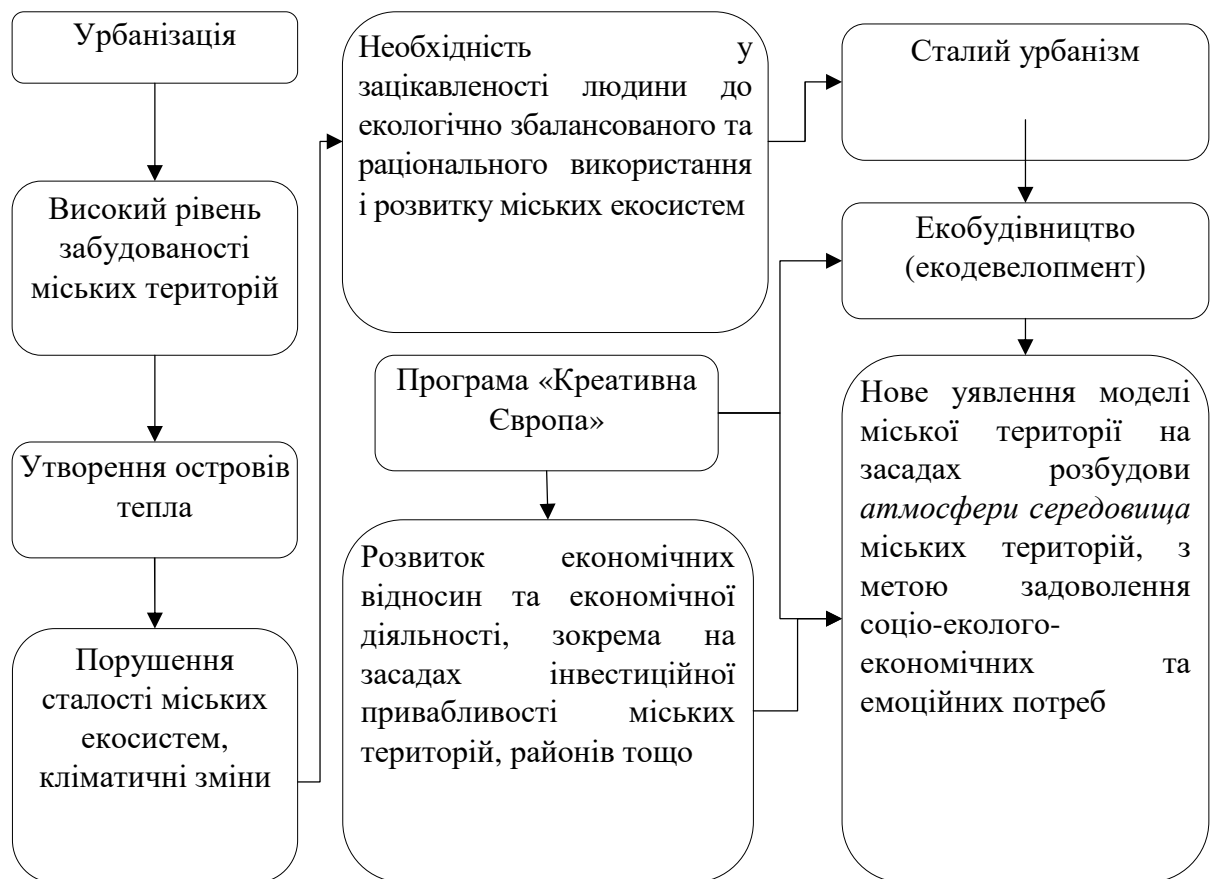 Урбанізація
Високий рівень
забудованості
міських територій
Утворення островів
тепла
Порушення
сталості міських
екосистем,
кліматичні зміни
Необхідність у
зацікавленості людини до
екологічно збалансованого та
раціонального використання
і розвитку міських екосистем
Програма «Креативна
Європа»
Розвиток економічних
відносин та економічної
діяльності, зокрема на
засадах інвестиційної
привабливості міських
територій, районів тощо
Сталий урбанізм
Екобудівництво
(екодевелопмент)
Нове уявлення моделі
міської території на
засадах розбудови
атмосфери середовища
міських територій, з
метою задоволення
соціо-еколого-
економічних та
емоційних потреб